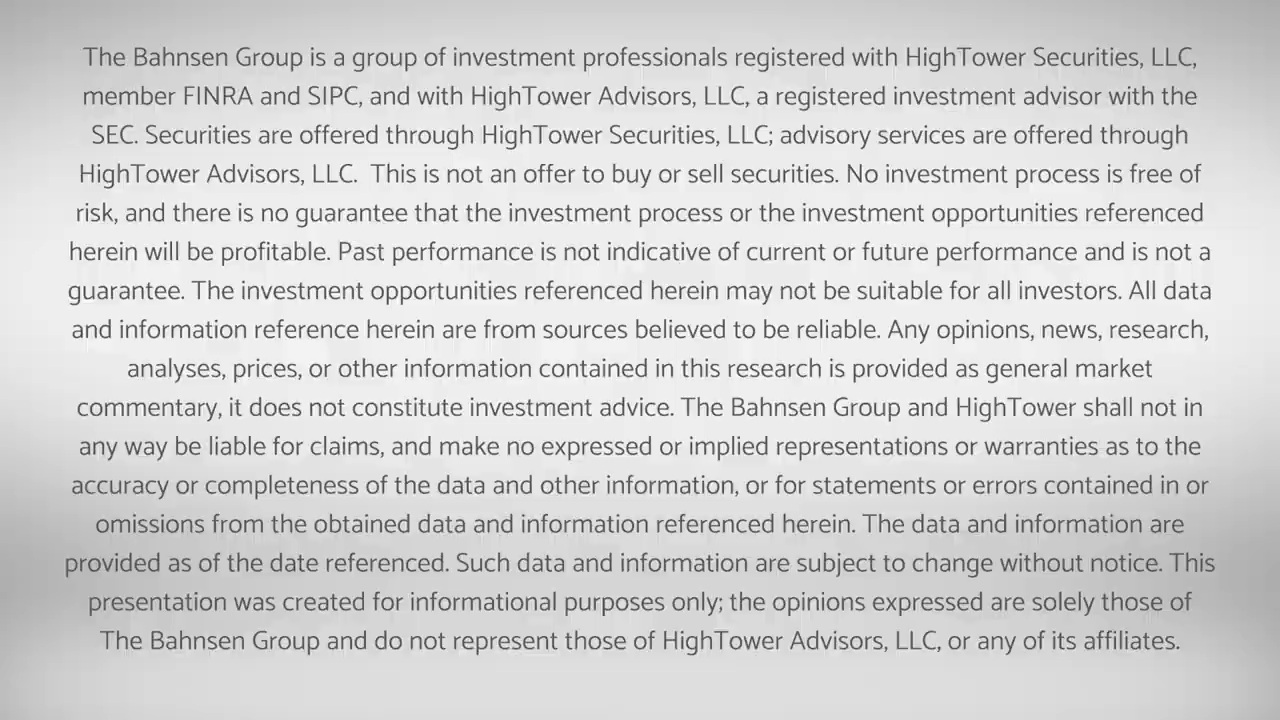 The Bahnsen Group is a group of investment professionals registered with HighTower Securities, LLC,
member FINRA and SIPC, and with HighTower Advisors, LLC, a registered investment advisor with the
SEC. Securities are offered through HighTower Securities, LLC; advisory services are offered through
HighTower Advisors, LLC.  This is not an offer to buy or sell securities. No investment process is free of
risk, and there is no guarantee that the investment process or the investment opportunities referenced
herein will be profitable. Past performance is not indicative of current or future performance and is not a
guarantee. The investment opportunities referenced herein may not be suitable for all investors. All data
and information reference herein are from sources believed to be reliable. Any opinions, news, research,
analyses, prices, or other information contained in this research is provided as general market
commentary, it does not constitute investment advice. The Bahnsen Group and HighTower shall not in
any way be liable for claims, and make no expressed or implied representations or warranties as to the
accuracy or completeness of the data and other information, or for statements or errors contained in or
omissions from the obtained data and information referenced herein. The data and information are
provided as of the date referenced. Such data and information are subject to change without notice. This
presentation was created for informational purposes only; the opinions expressed are solely those of
The Bahnsen Group and do not represent those of HighTower Advisors, LLC, or any of its affiliates.